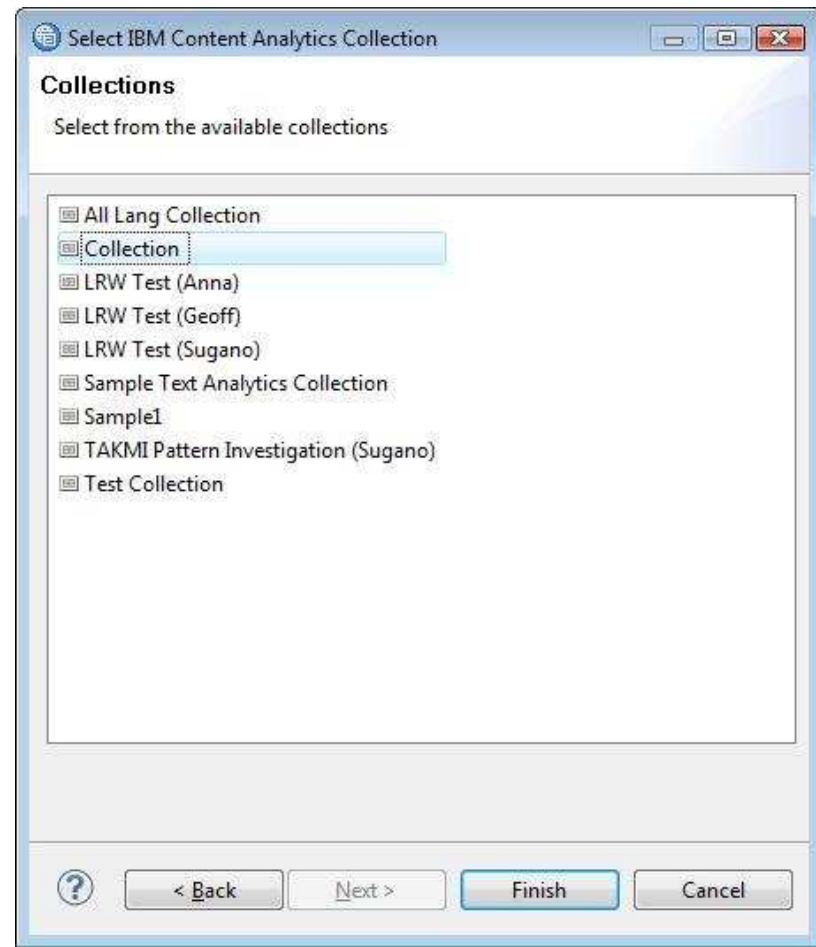 Select IBM Content Analytics Collection
Collections
Select from the available collections
All Lang Collection
Collection
LRW Test (Anna)
LRW Test (Geoff)
LRW Test (Sugano)
Sample Text Analytics Collection
Sample1
TAKMI Pattern Investigation (Sugano)
Test Collection
? < Back Next > Finish Cancel